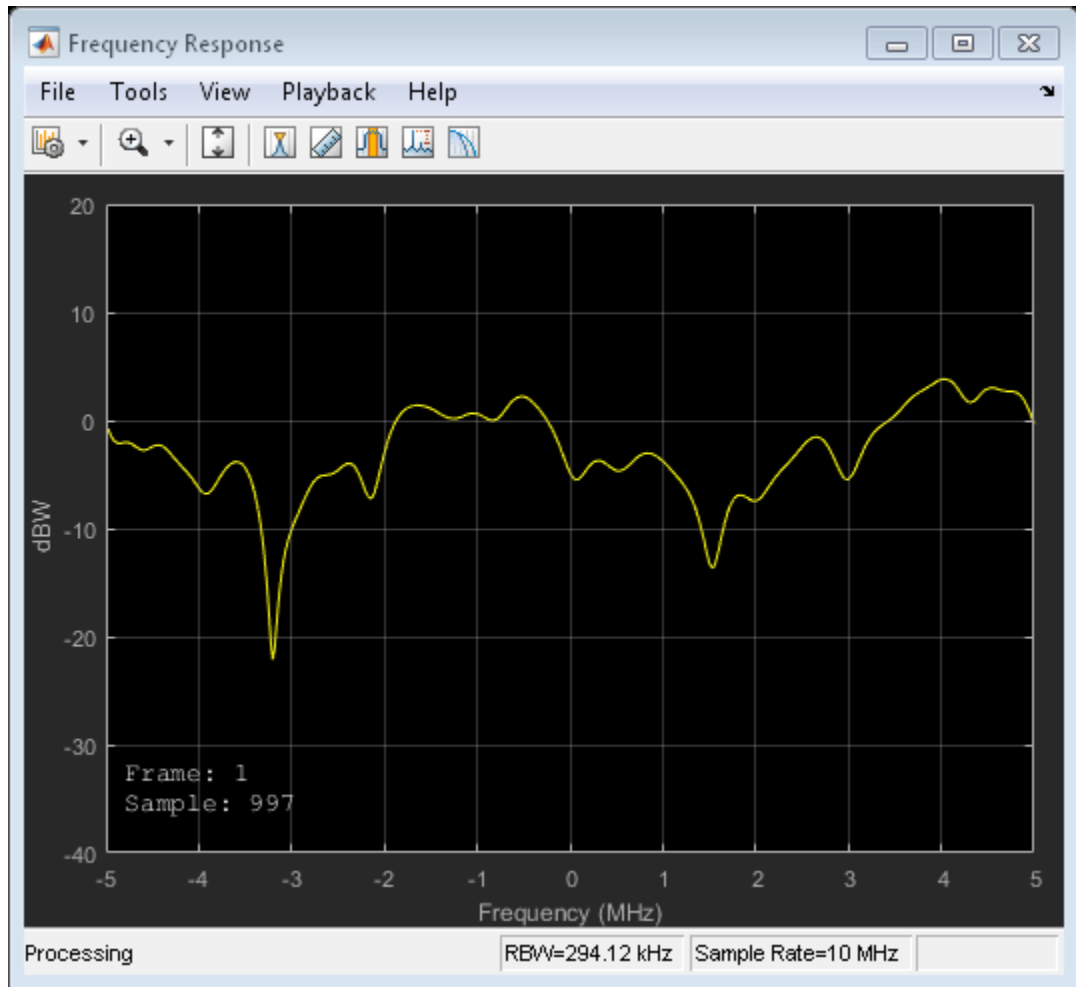 Frequency Response
File Tools View Playback Help
20
10
0
-10
-20
-30
-40
dBW
Frame: 1
Sample: 997
-5 -4 -3 -2 -1 0 1 2 3 4 5
Frequency (MHz)
Processing RBW=294.12 kHz Sample Rate=10 MHz